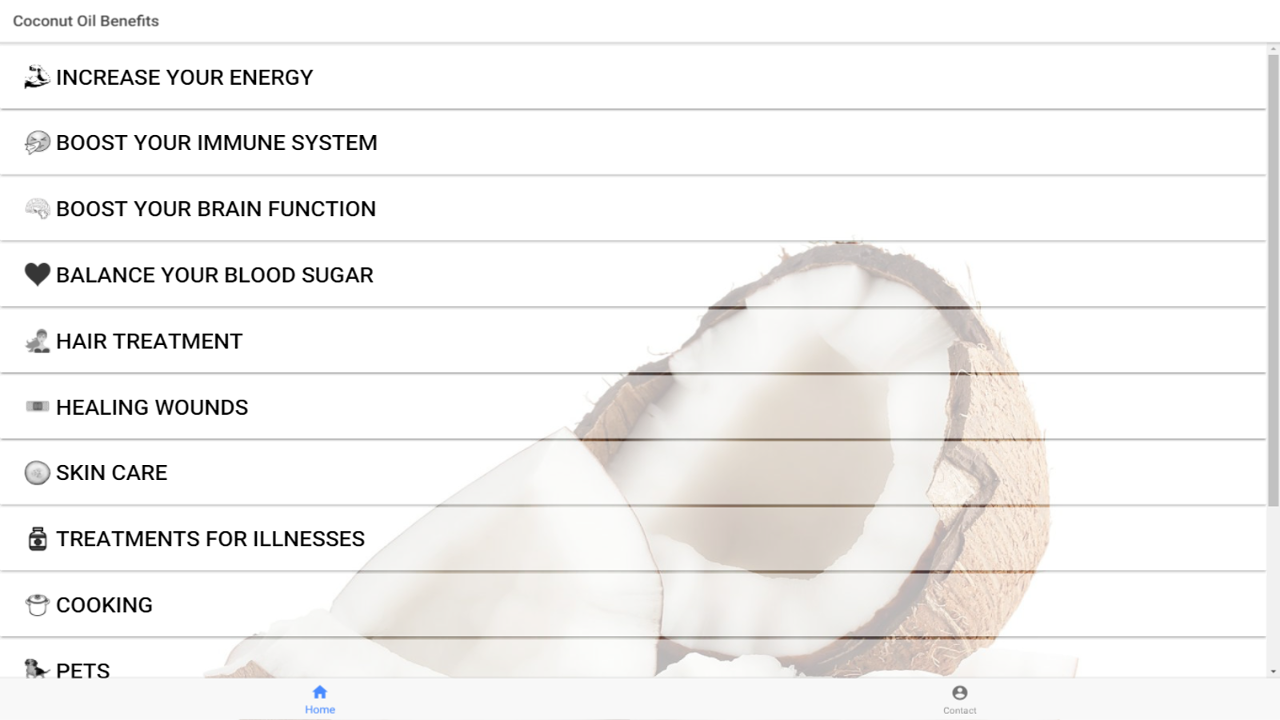 Coconut Oil Benefits
INCREASE YOUR ENERGY
BOOST YOUR IMMUNE SYSTEM
BOOST YOUR BRAIN FUNCTION
BALANCE YOUR BLOOD SUGAR
HAIR TREATMENT
HEALING WOUNDS
SKIN CARE
TREATMENTS FOR ILLNESSES
COOKING
PETS
Home
Contact